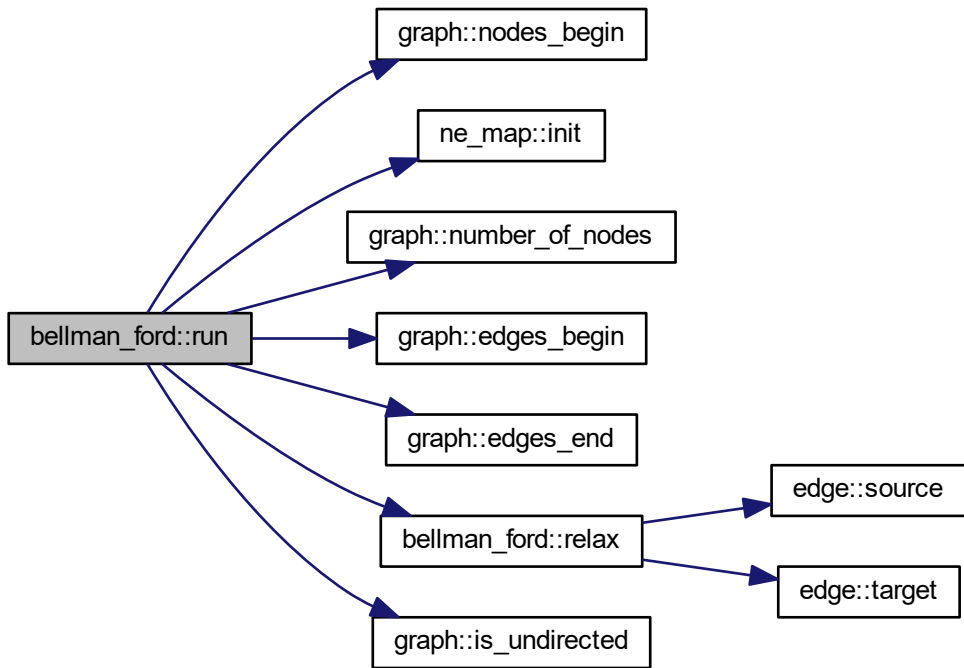 graph::nodes_begin
ne_map::init
graph::number_of_nodes
bellman_ford::run
graph::edges_begin
graph::edges_end
edge::source
bellman_ford::relax
edge::target
graph::is_undirected